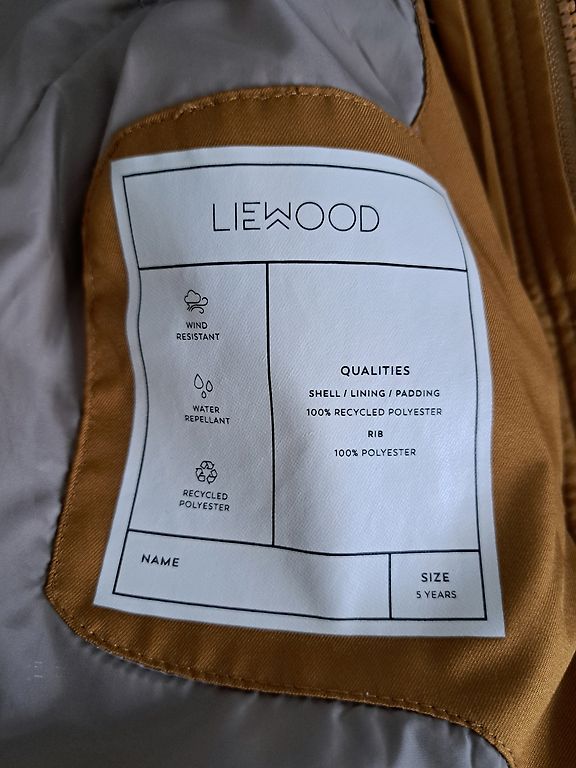 LIEWOOD
WIND
RESISTANT
WATER
REPELLANT
RECYCLED
POLYESTER
QUALITIES
SHELL / LINING / PADDING
100% RECYCLED POLYESTER
RIB
100% POLYESTER
NAME
SIZE
5 YEARS